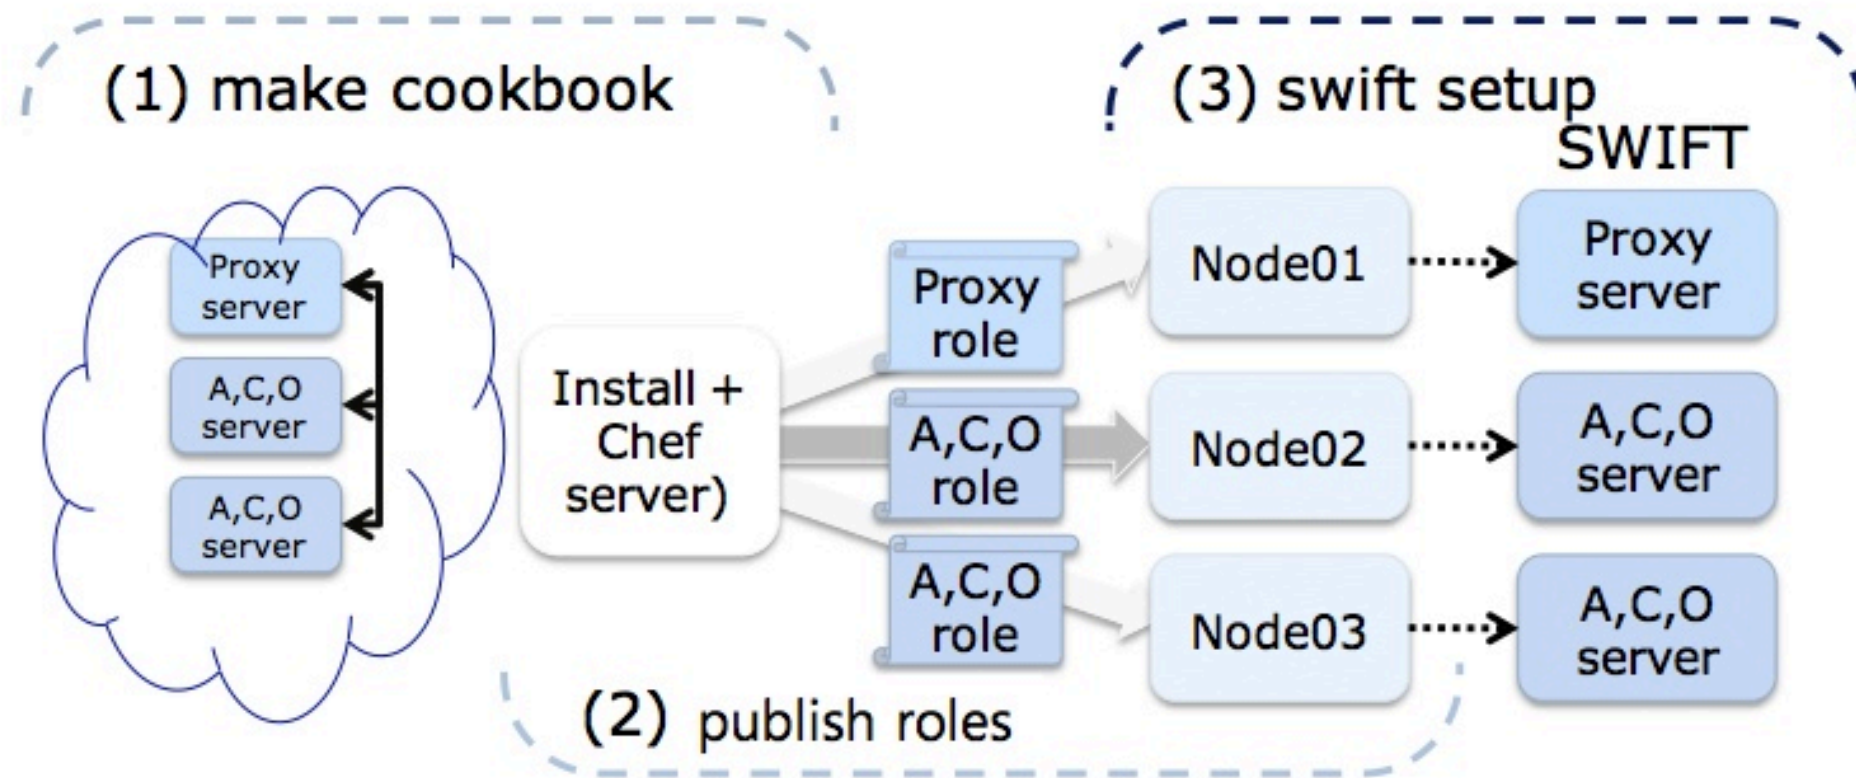 (1) make cookbook
(3) swift setup
SWIFT
Proxy
server
A,C,O
server
A,C,O
server
Install +
Chef
server)
Proxy
role
A,C,O
role
A,C,O
role
Node01
Node02
Node03
Proxy
server
A,C,O
server
A,C,O
server
(2) publish roles